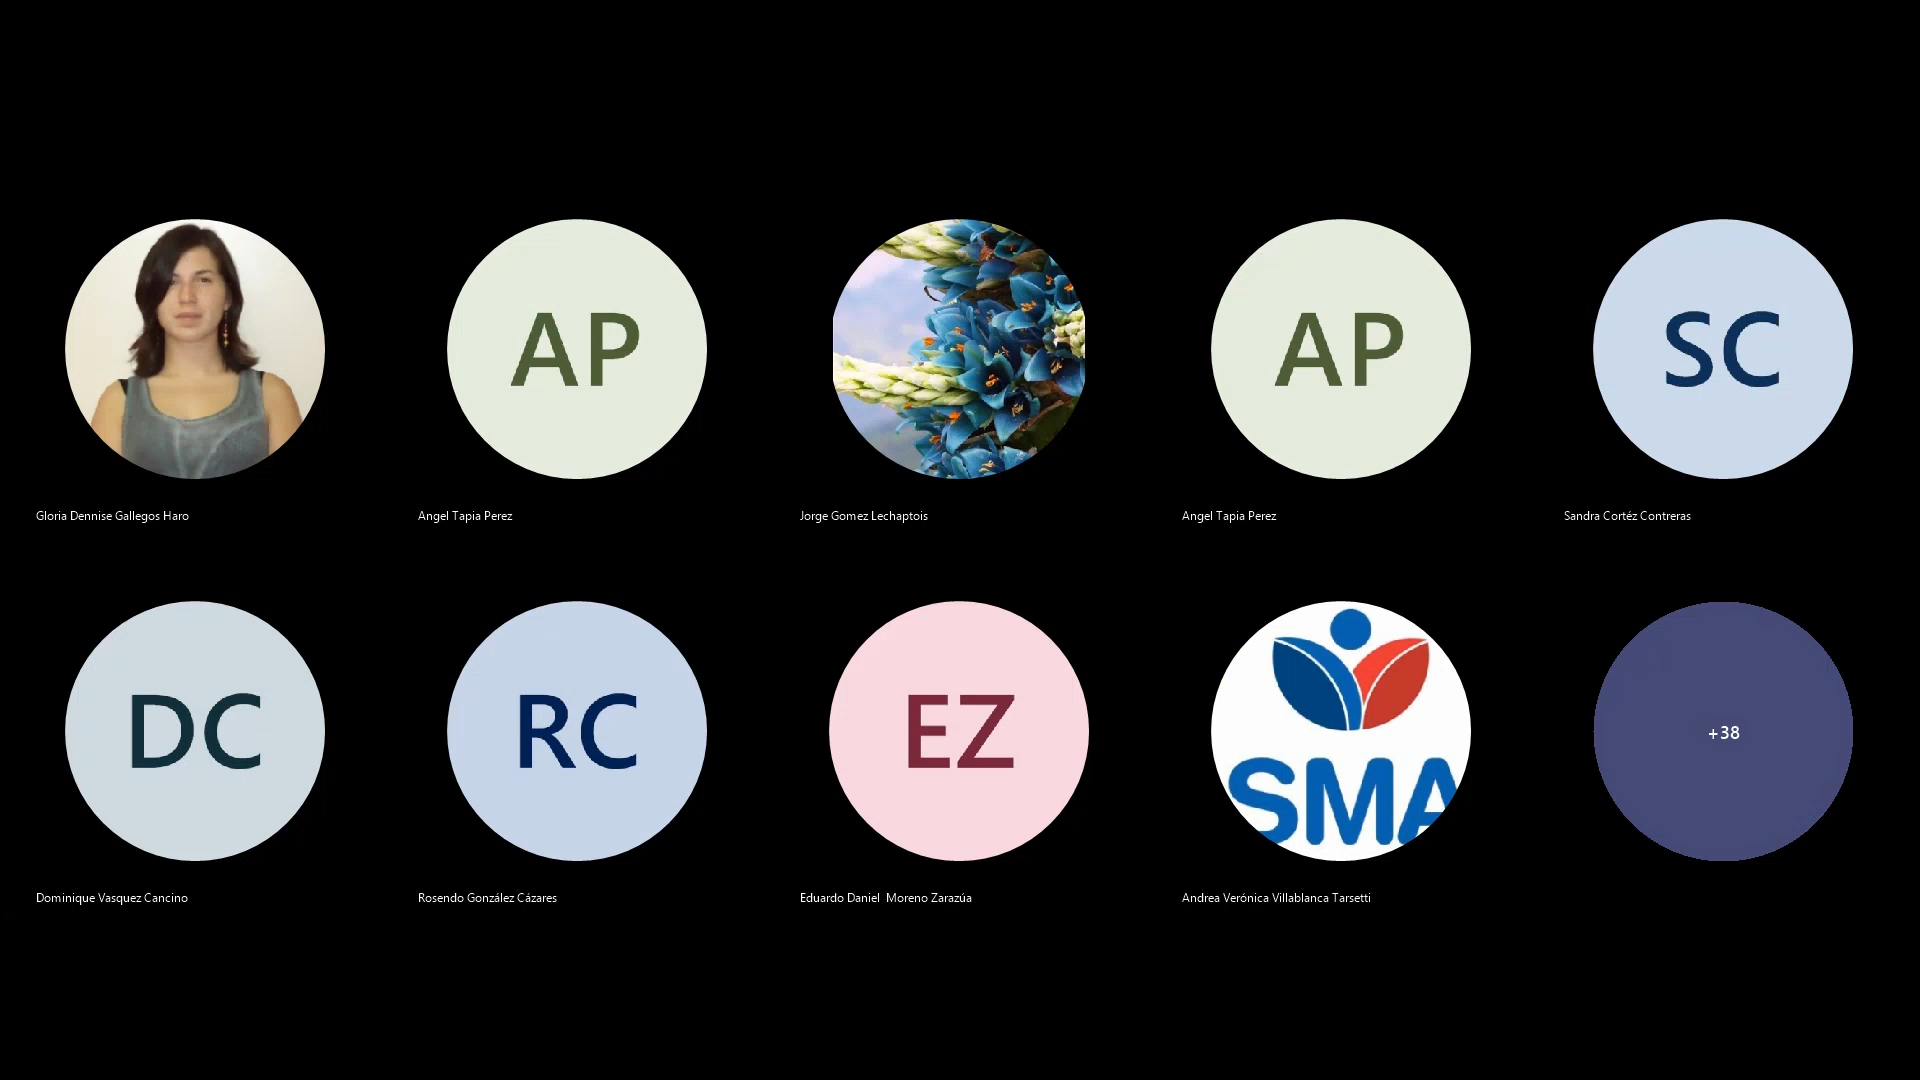 AP
AP
SC
Gloria Dennise Gallegos Haro
Angel Tapia Perez
Jorge Gomez Lechaptois
Angel Tapia Perez
Sandra Cortéz Contreras
DC
RC
EZ
SMA
+38
Dominique Vasquez Cancino
Rosendo González Cázares
Eduardo Daniel  Moreno Zarazúa
Andrea Verónica Villablanca Tarsetti